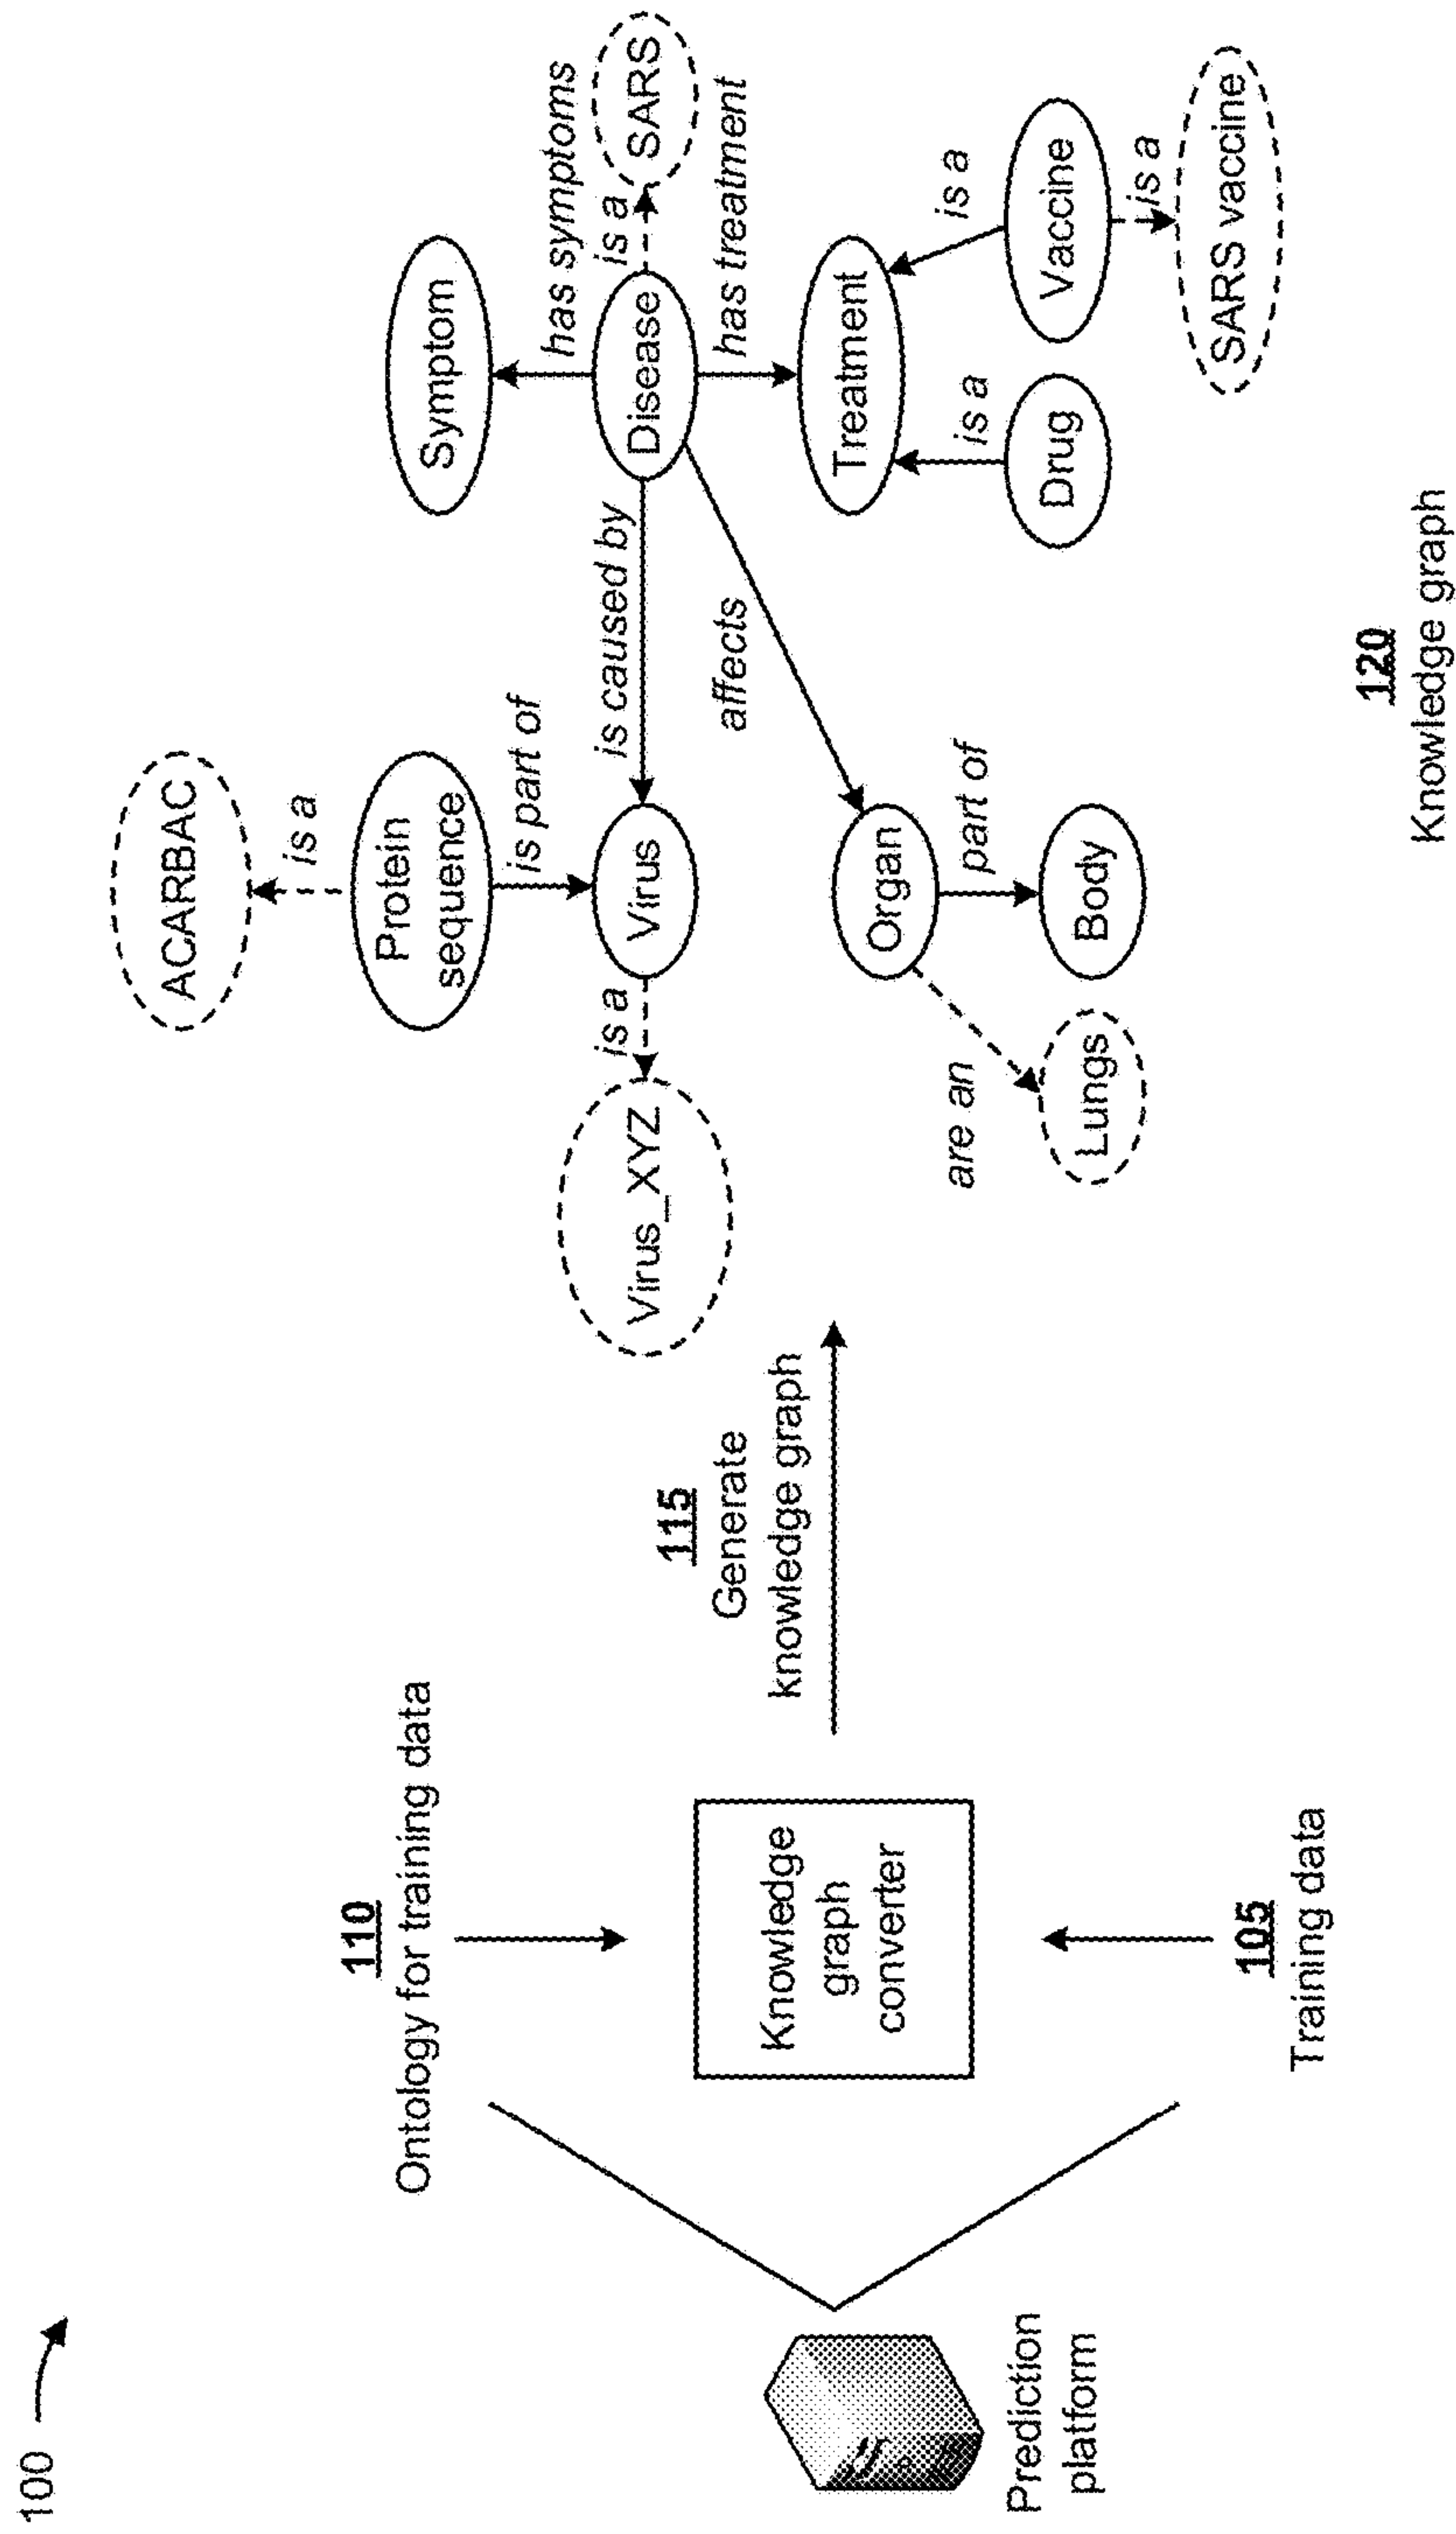 100
Prediction
platform
110
Ontology for training data
Knowledge
graph
converter
105
Training data
115
Generate
knowledge graph
ACARBAC
is a
Protein
sequence
is part of
Virus_XYZ
is a
Virus
is caused by
Symptom
has symptoms
Disease
is a
SARS
has treatment
affects
Organ
are an
Lungs
part of
Body
Treatment
is a
Drug
is a
Vaccine
is a
SARS vaccine
120
Knowledge graph